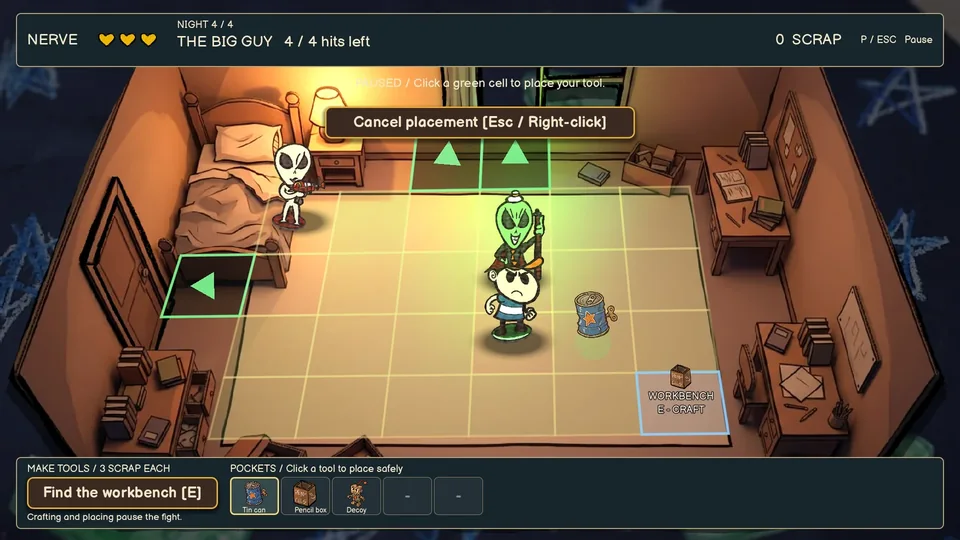 NERVE
NIGHT 4 / 4
THE BIG GUY 4 / 4 hits left
0 SCRAP
P / ESC Pause
PAUSED / Click a green cell to place your tool.
Cancel placement [Esc / Right-click]
WORKBENCH
E - CRAFT
MAKE TOOLS / 3 SCRAP EACH
Find the workbench [E]
Crafting and placing pause the fight.
POCKETS / Click a tool to place safely
Tin can
Pencil box
Decoy
-
-